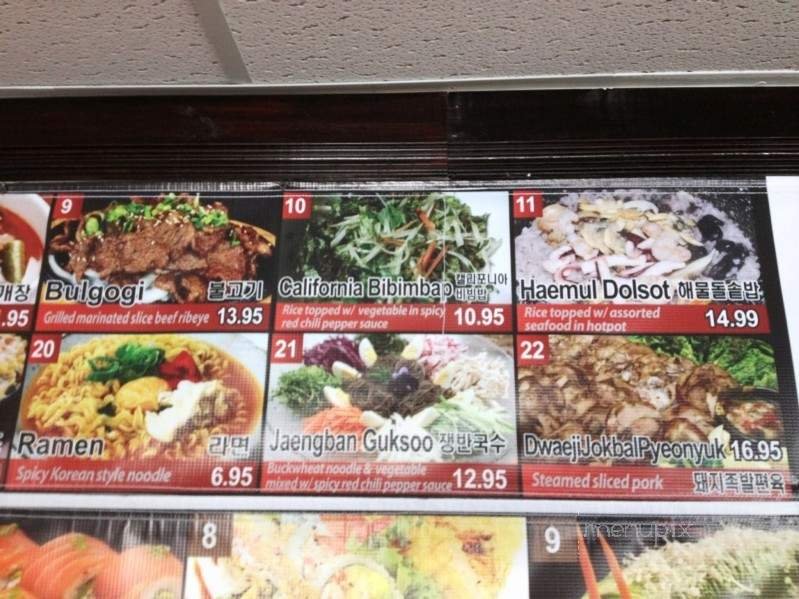 개장
.95
9
Bulgogi 불고기
Grilled marinated slice beef ribeye 13.95
10
California Bibimbap 캘리포니아
비빔밥
Rice topped w/ vegetable in spicy
red chili pepper sauce 10.95
11
Haemul Dolsot 해물돌솥밥
Rice topped w/ assorted
seafood in hotpot 14.99
20
Ramen 라면
Spicy Korean style noodle 6.95
21
Jaengban Guksoo 쟁반국수
Buckwheat noodle & vegetable
mixed w/ spicy red chili pepper sauce 12.95
22
DwaejiJokbalPyeonyuk 16.95
Steamed sliced pork 돼지족발편육
8
9
menupix